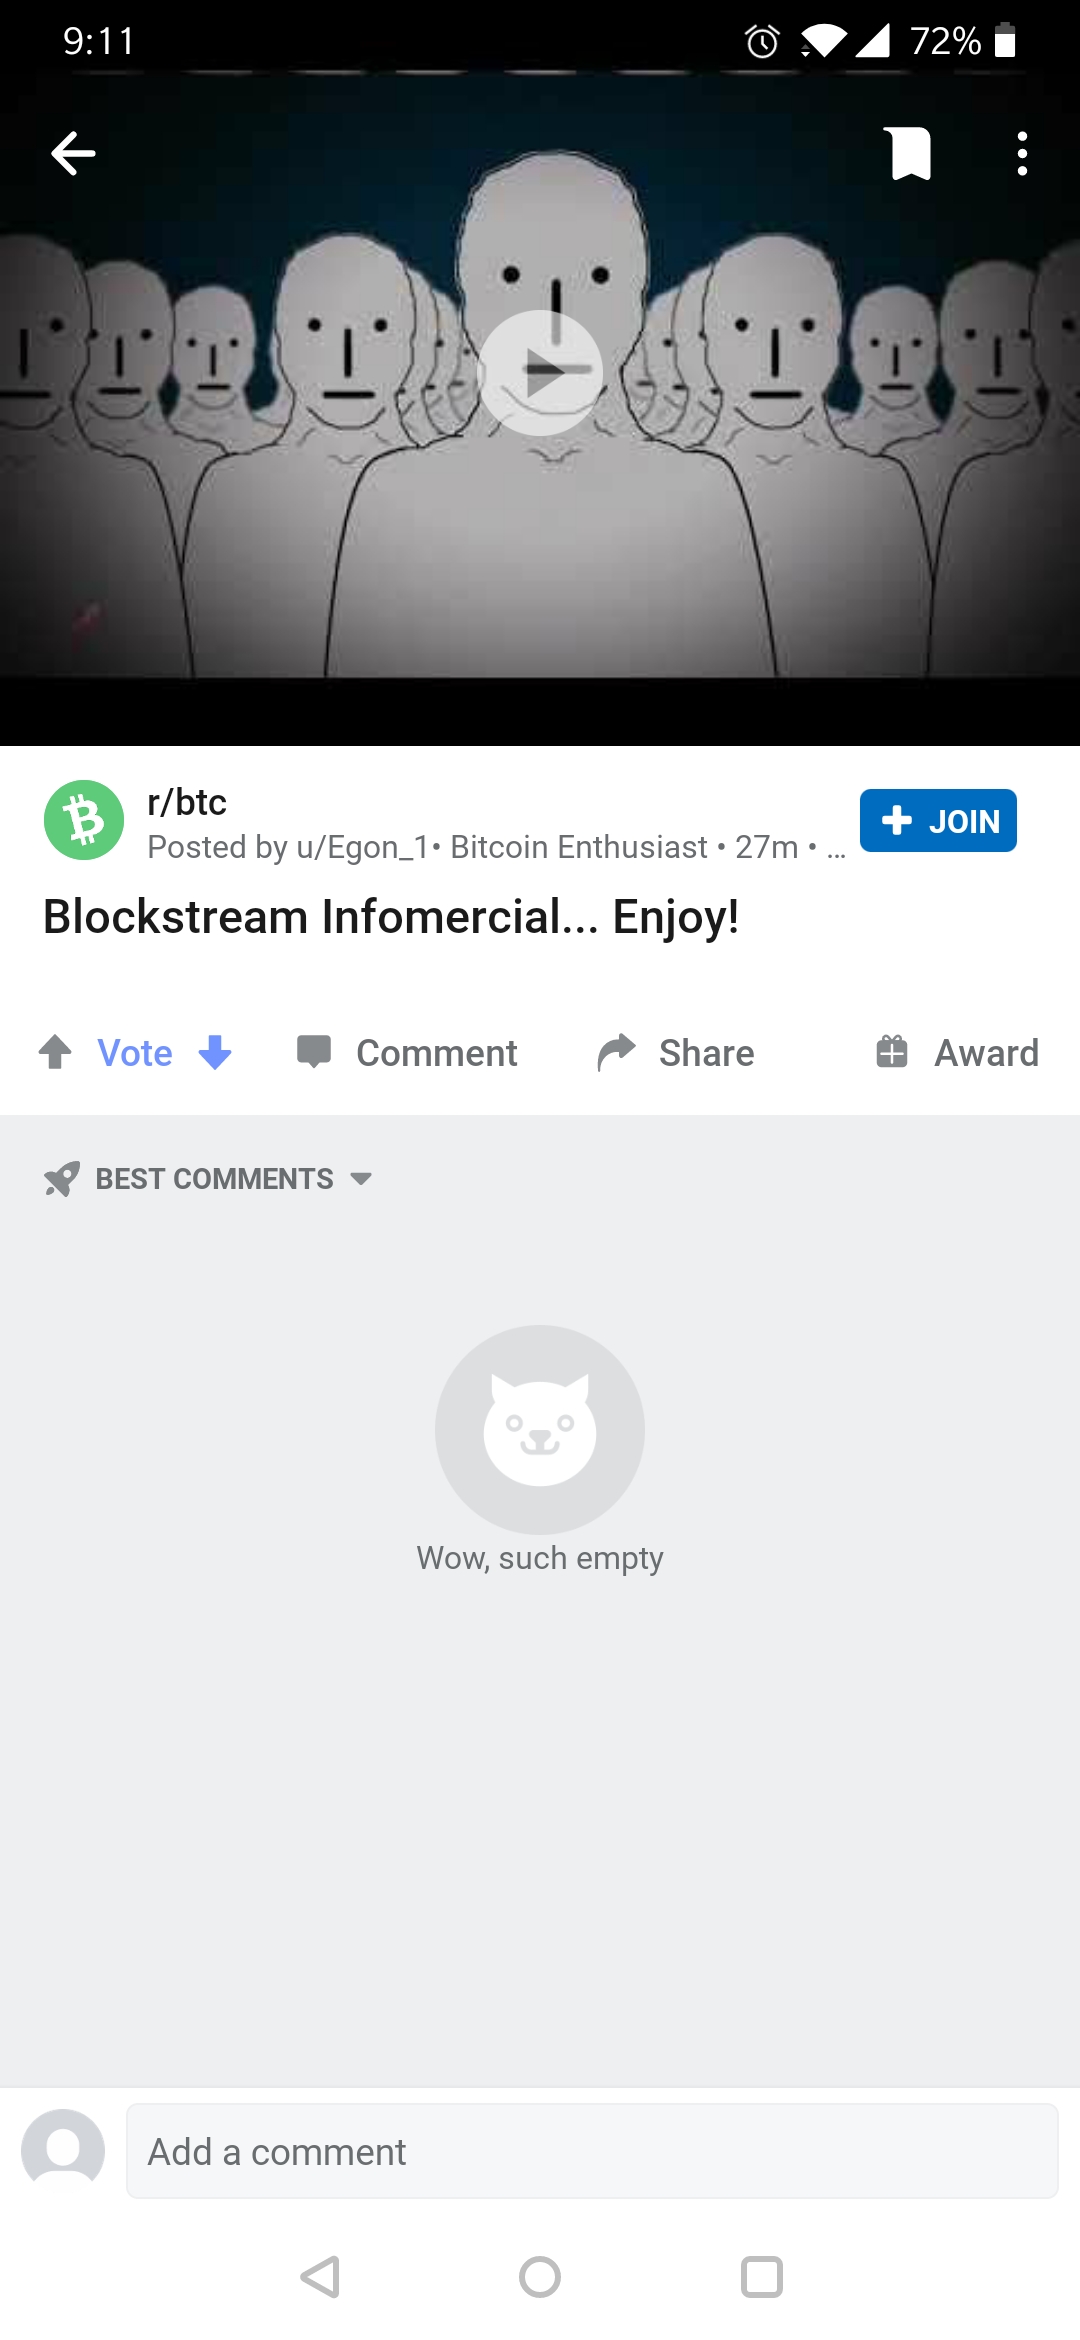 9:11
72%
r/btc
Posted by u/Egon_1• Bitcoin Enthusiast • 27m • ...
JOIN
Blockstream Infomercial... Enjoy!
Vote
Comment
Share
Award
BEST COMMENTS
Wow, such empty
Add a comment